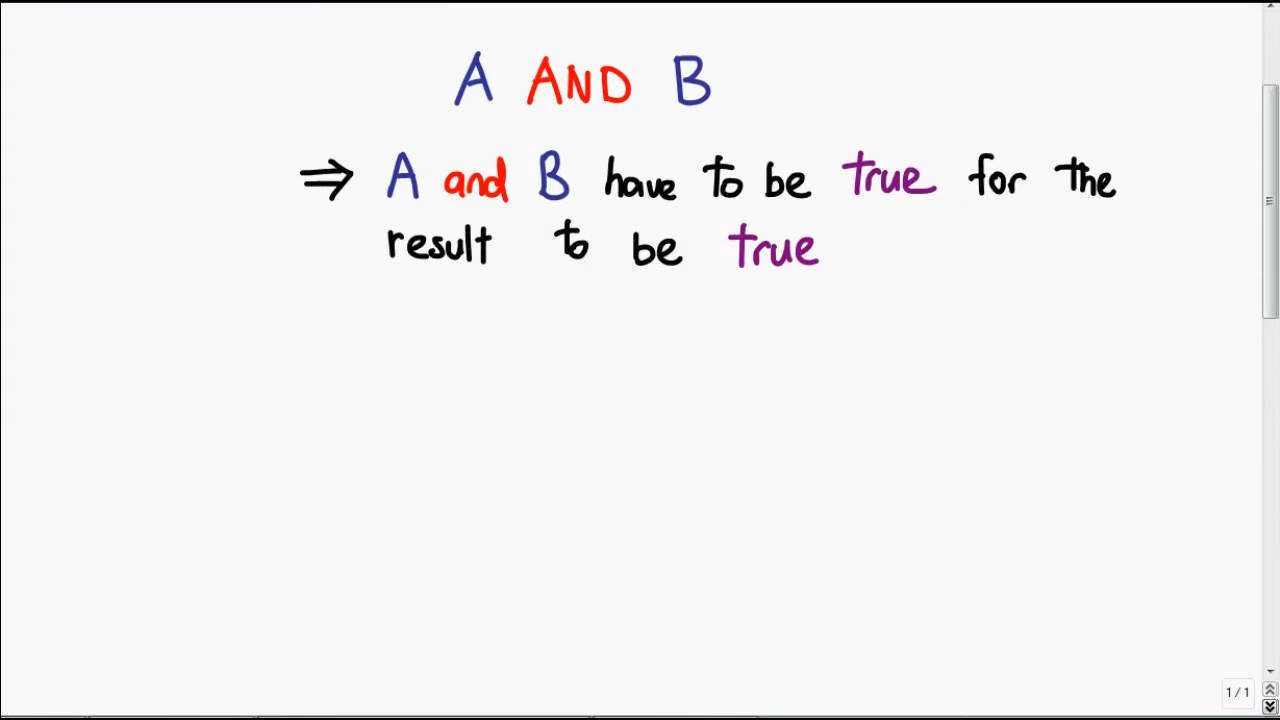 A AND B
⇒ A and B have to be true for the
result to be true
1 / 1